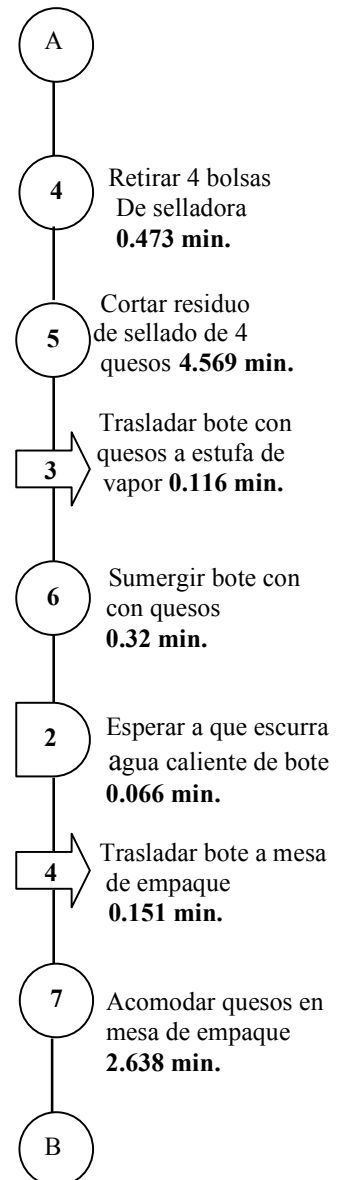 A
4
Retirar 4 bolsas
De selladora
0.473 min.
5
Cortar residuo
de sellado de 4
quesos 4.569 min.
3
Trasladar bote con
quesos a estufa de
vapor 0.116 min.
6
Sumergir bote con
con quesos
0.32 min.
2
Esperar a que escurra
agua caliente de bote
0.066 min.
4
Trasladar bote a mesa
de empaque
0.151 min.
7
Acomodar quesos en
mesa de empaque
2.638 min.
B